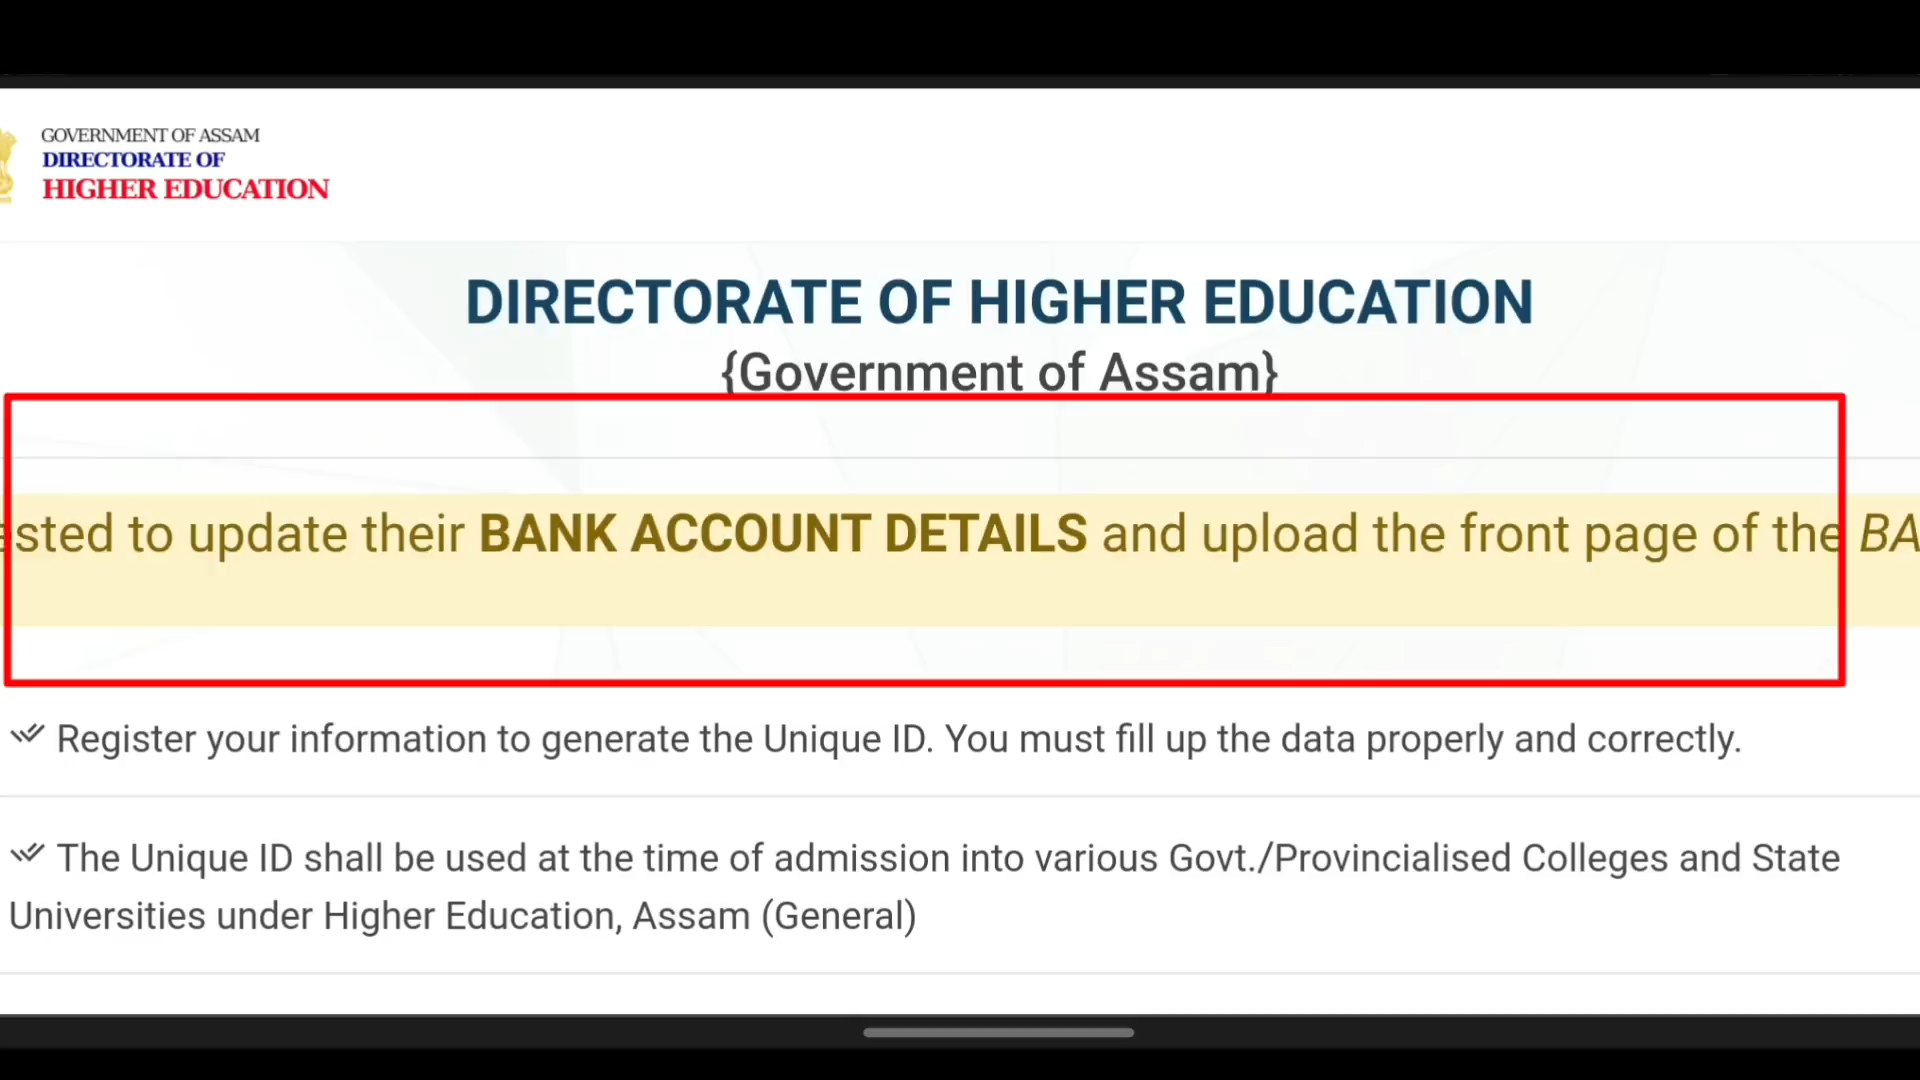 GOVERNMENT OF ASSAM
DIRECTORATE OF
HIGHER EDUCATION
DIRECTORATE OF HIGHER EDUCATION
{Government of Assam}
to update their BANK ACCOUNT DETAILS and upload the front page of the
Register your information to generate the Unique ID. You must fill up the data properly and correctly.
The Unique ID shall be used at the time of admission into various Govt./Provincialised Colleges and State
Universities under Higher Education, Assam (General)